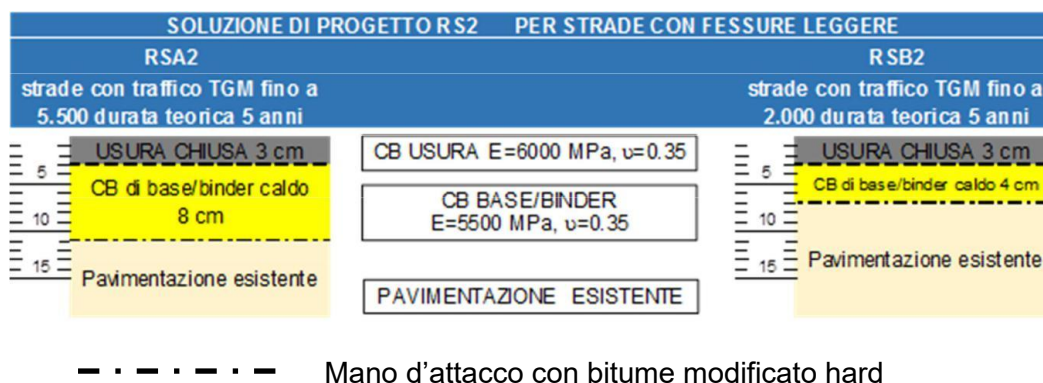 SOLUZIONE DI PROGETTO RS2 PER STRADE CON FESSURE LEGGERE
RSA2
RSB2
strade con traffico TGM fino a
5.500 durata teorica 5 anni
strade con traffico TGM fino a
2.000 durata teorica 5 anni
5
10
15
USURA CHIUSA 3 cm
CB di base/binder caldo
8 cm
Pavimentazione esistente
CB USURA E=6000 MPa, υ=0.35
CB BASE/BINDER
E=5500 MPa, υ=0.35
PAVIMENTAZIONE ESISTENTE
5
10
15
USURA CHIUSA 3 cm
CB di base/binder caldo 4 cm
Pavimentazione esistente
Mano d'attacco con bitume modificato hard